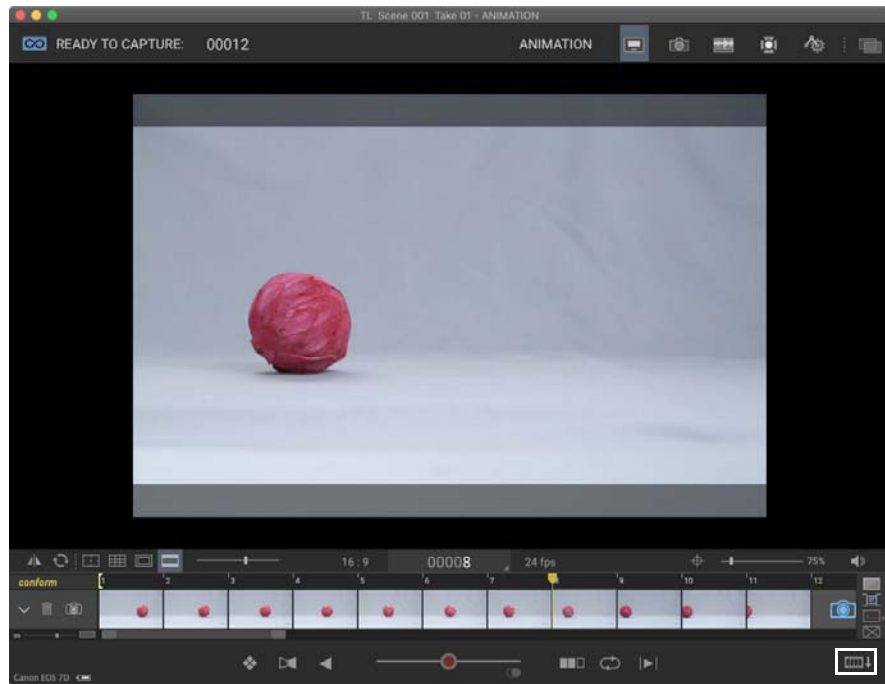 TL Scene 001 Take 01 - ANIMATION
READY TO CAPTURE: 00012 ANIMATION
16:9 00008 24 fps 75%
conform 1 2 3 4 5 6 7 8 9 10 11 12
Canon EOS 7D